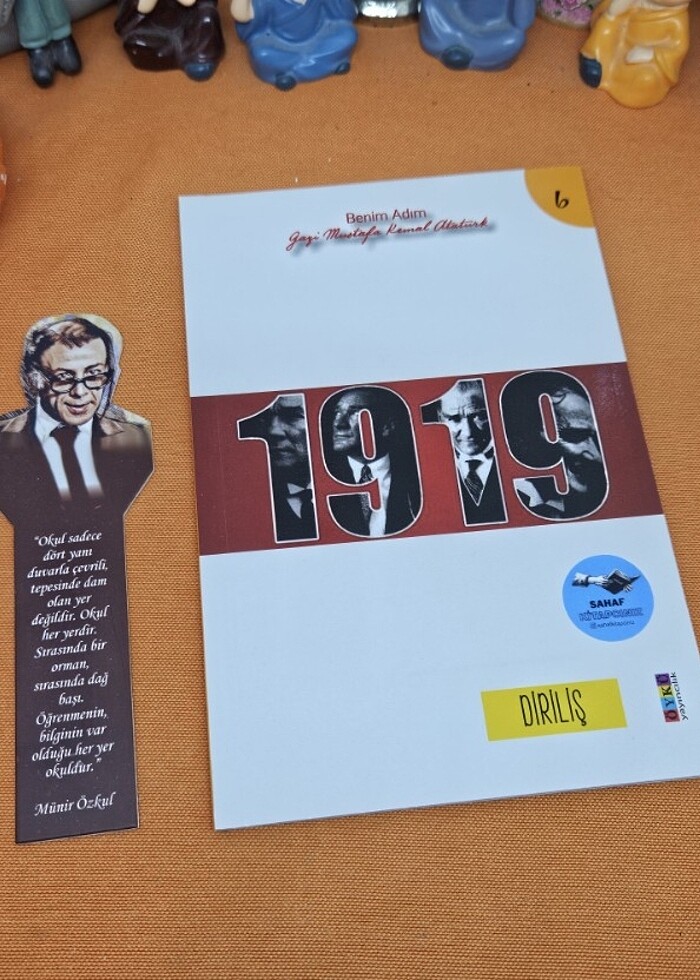 Benim Adım
Gazi Mustafa Kemal Atatürk
6
1919
SAHAF
DİRİLİŞ
ÖYKÜ
yayıncılık
"Okul sadece
dört yanı
duvarla çevrili,
tepesinde dam
olan yer
değildir. Okul
her yerdir.
Sırasında bir
orman,
sırasında dağ
başı.
Öğrenmenin,
bilginin var
olduğu her yer
okuldur."
Münir Özkul